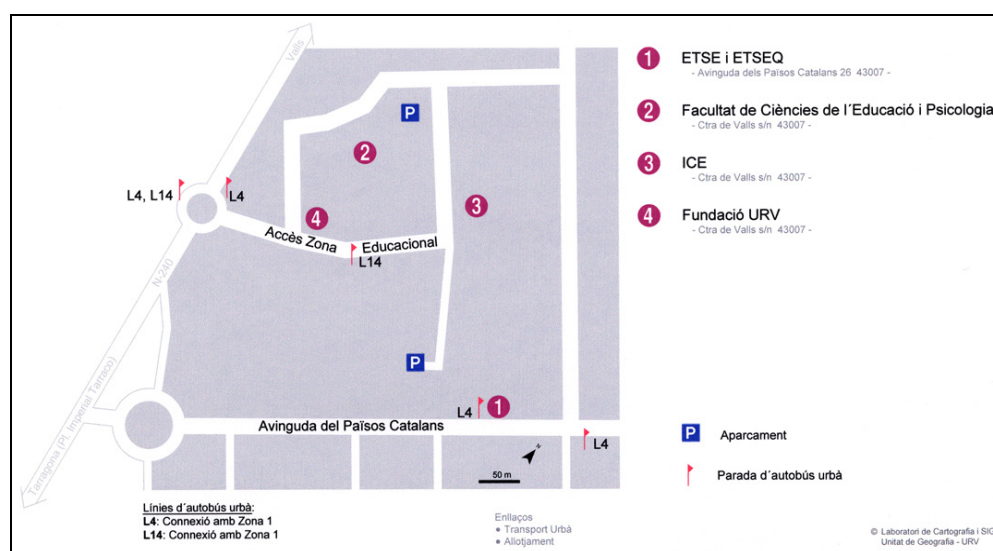 Valls
L4, L14
L4
N-240
Accès Zona
Educacional
L14
P
P
1
2
3
4
Tarragona (Pl. Imperial Tarraco)
L4
Avinguda del Països Catalans
L4
N
50 m
1 ETSE i ETSEQ
- Avinguda dels Països Catalans 26 43007 -
2 Facultat de Ciències de l´Educació i Psicologia
- Ctra de Valls s/n 43007 -
3 ICE
- Ctra de Valls s/n 43007 -
4 Fundació URV
- Ctra de Valls s/n 43007 -
P Aparcament
Parada d´autobús urbà
Línies d´autobús urbà:
L4: Connexió amb Zona 1
L14: Connexió amb Zona 1
Enllaços
• Transport Urbà
• Allotjament
© Laboratori de Cartografia i SIG
Unitat de Geografia - URV